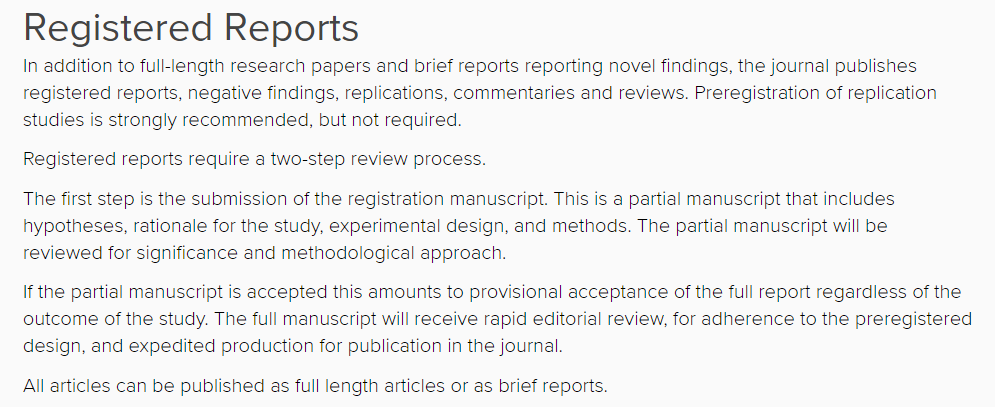 Registered Reports
In addition to full-length research papers and brief reports reporting novel findings, the journal publishes
registered reports, negative findings, replications, commentaries and reviews. Preregistration of replication
studies is strongly recommended, but not required.
Registered reports require a two-step review process.
The first step is the submission of the registration manuscript. This is a partial manuscript that includes
hypotheses, rationale for the study, experimental design, and methods. The partial manuscript will be
reviewed for significance and methodological approach.
If the partial manuscript is accepted this amounts to provisional acceptance of the full report regardless of the
outcome of the study. The full manuscript will receive rapid editorial review, for adherence to the preregistered
design, and expedited production for publication in the journal.
All articles can be published as full length articles or as brief reports.